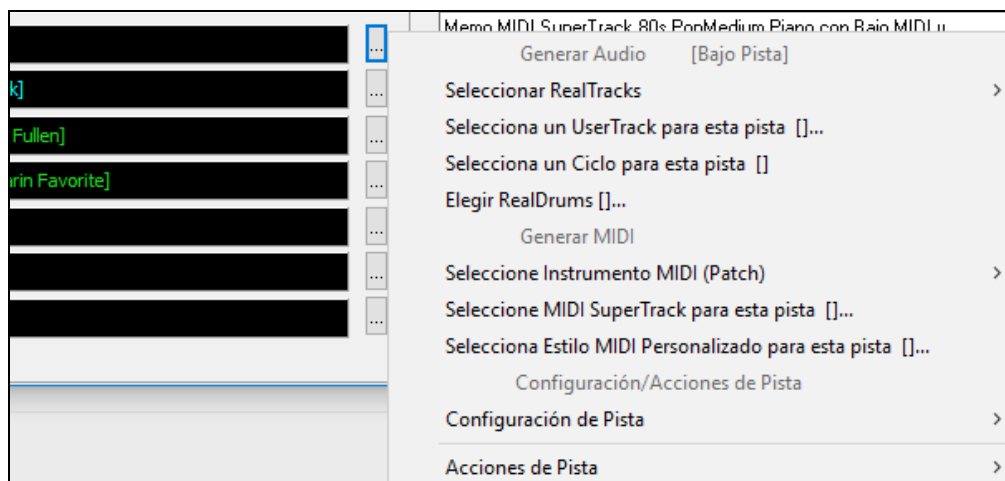 Memo MIDI SuperTrack 80s PopMedium Piano con Bajo MIDI u
Generar Audio [Bajo Pista]
...
k]
...
Seleccionar RealTracks
Fullen]
...
Selecciona un UserTrack para esta pista []...
Selecciona un Ciclo para esta pista []
arin Favorite]
...
Elegir RealDrums []...
...
Generar MIDI
...
Seleccione Instrumento MIDI (Patch)
...
Seleccione MIDI SuperTrack para esta pista []...
Selecciona Estilo MIDI Personalizado para esta pista []...
Configuración/Acciones de Pista
Configuración de Pista
Acciones de Pista